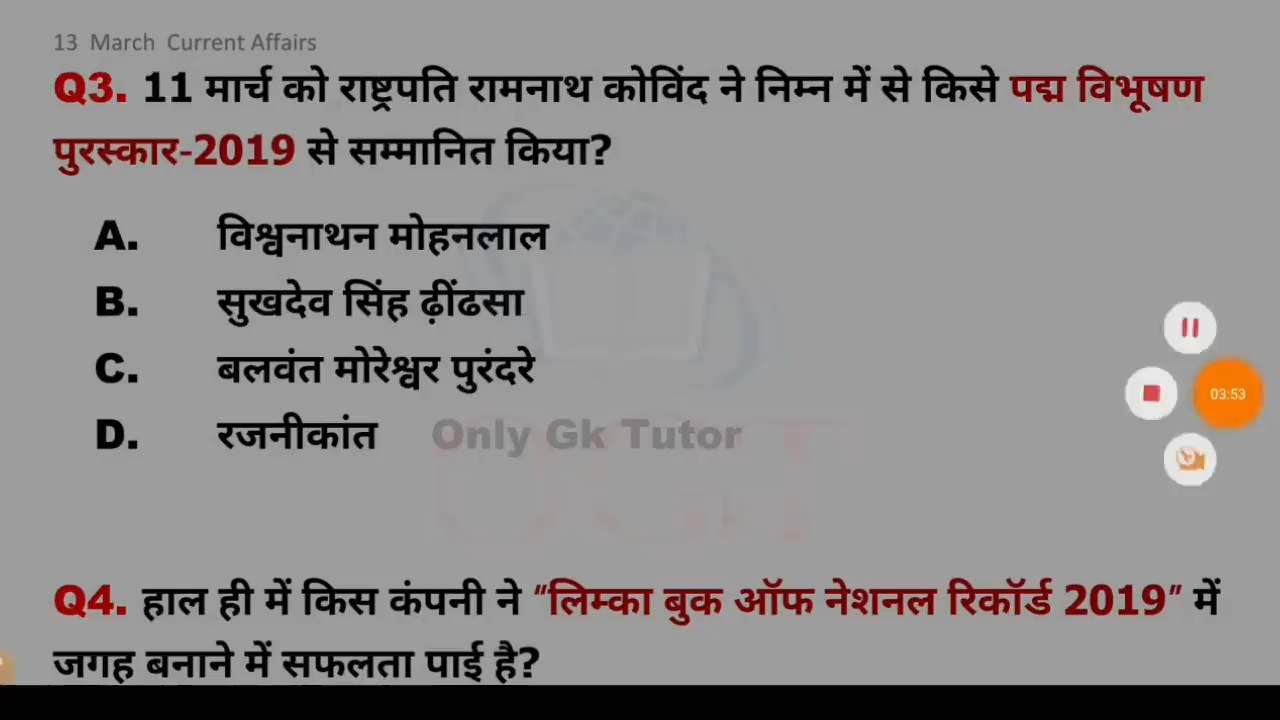 13 March Current Affairs
Q3. 11 मार्च को राष्ट्रपति रामनाथ कोविंद ने निम्न में से किसे पद्म विभूषण
पुरस्कार-2019 से सम्मानित किया?
A. विश्वनाथन मोहनलाल
B. सुखदेव सिंह ढ़ींढसा
C. बलवंत मोरेश्वर पुरंदरे
D. रजनीकांत
Only Gk Tutor
03:53
Q4. हाल ही में किस कंपनी ने “लिम्का बुक ऑफ नेशनल रिकॉर्ड 2019” में
जगह बनाने में सफलता पाई है?